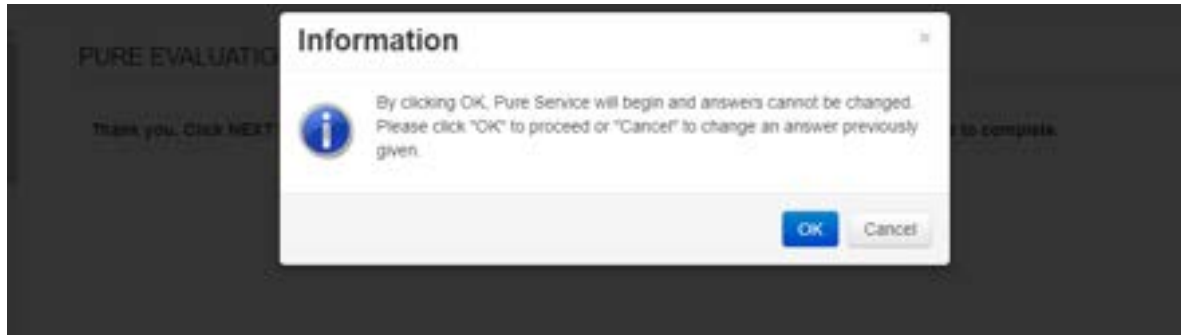 Information
×
PURE EVALUATIO
By clicking OK, Pure Service will begin and answers cannot be changed.
Please click "OK" to proceed or "Cancel" to change an answer previously
given.
Thank you. Click NEXT
to complete.
OK
Cancel